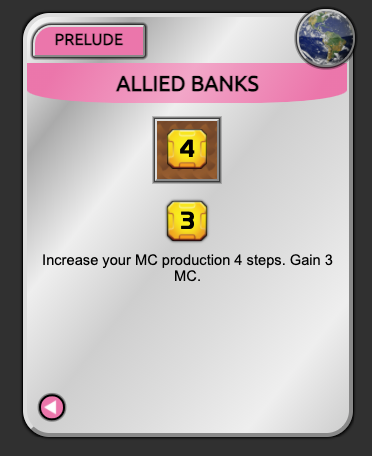 PRELUDE
ALLIED BANKS
4
3
Increase your MC production 4 steps. Gain 3
MC.